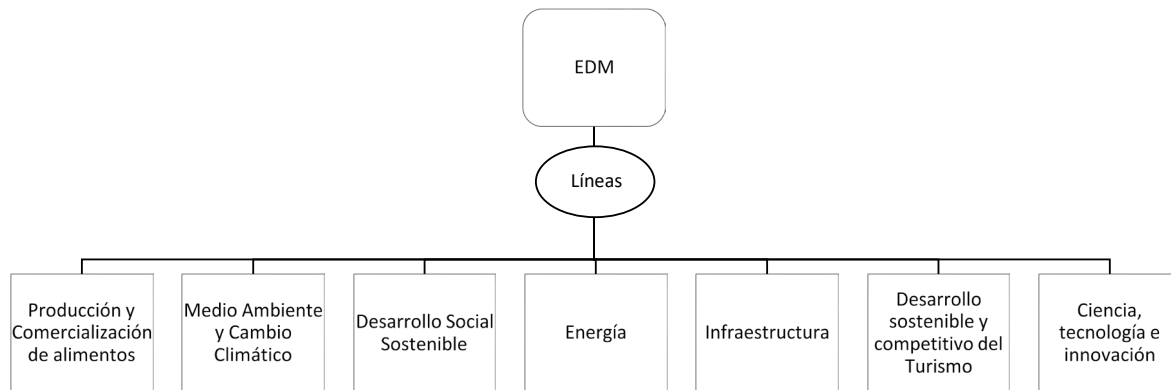 EDM
Líneas
Producción y
Comercialización
de alimentos
Medio Ambiente
y Cambio
Climático
Desarrollo Social
Sostenible
Energía
Infraestructura
Desarrollo
sostenible y
competitivo del
Turismo
Ciencia,
tecnología e
innovación